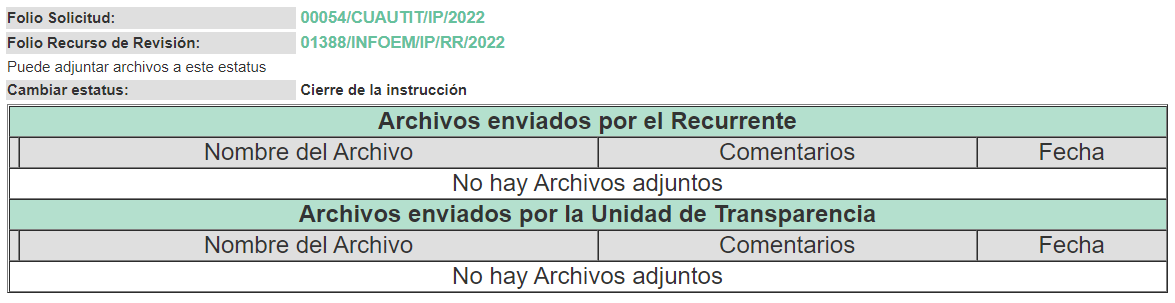 Folio Solicitud: 00054/CUAUTIT/IP/2022
Folio Recurso de Revisión: 01388/INFOEM/IP/RR/2022
Puede adjuntar archivos a este estatus
Cambiar estatus: Cierre de la instrucción
Archivos enviados por el Recurrente
Nombre del Archivo Comentarios Fecha
No hay Archivos adjuntos
Archivos enviados por la Unidad de Transparencia
Nombre del Archivo Comentarios Fecha
No hay Archivos adjuntos